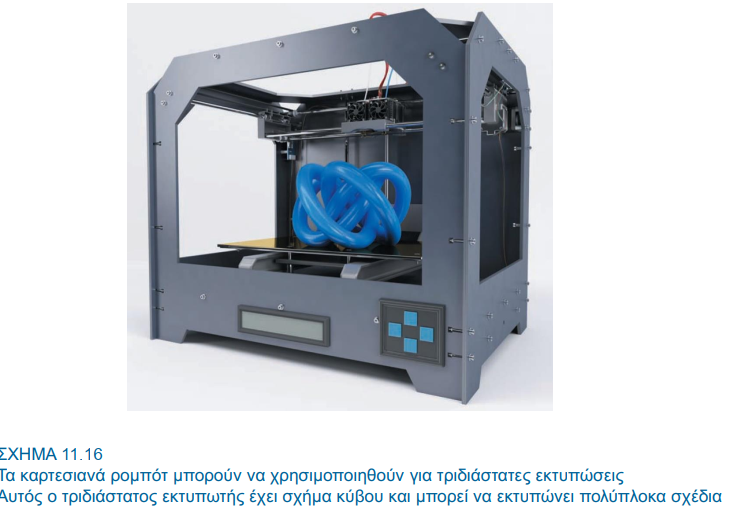 ΣΧΗΜΑ 11.16
Τα καρτεσιανά ρομπότ μπορούν να χρησιμοποιηθούν για τριδιάστατες εκτυπώσεις
Αυτός ο τριδιάστατος εκτυπωτής έχει σχήμα κύβου και μπορεί να εκτυπώνει πολύπλοκα σχέδια